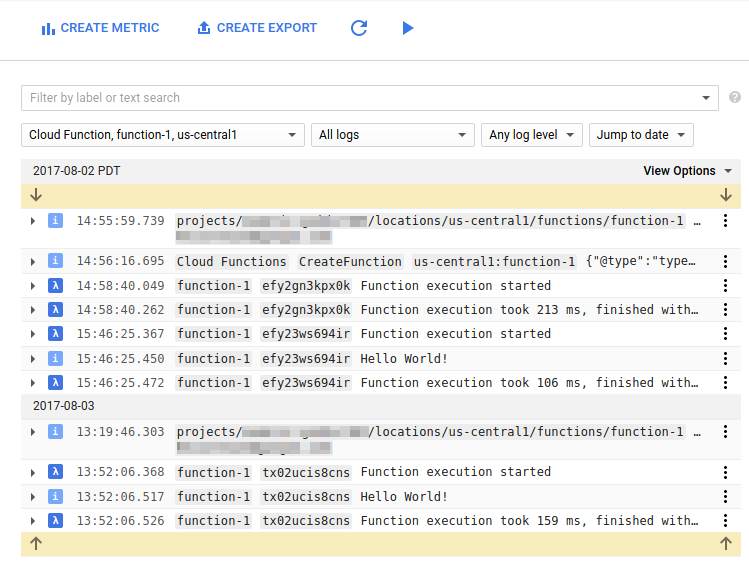 CREATE METRIC CREATE EXPORT
Filter by label or text search
Cloud Function, function-1, us-central1 All logs Any log level Jump to date
2017-08-02 PDT View Options
i 14:55:59.739 projects/ /locations/us-central1/functions/function-1 …
i 14:56:16.695 Cloud Functions CreateFunction us-central1:function-1 {"@type":"type…
λ 14:58:40.049 function-1 efy2gn3kpx0k Function execution started
λ 14:58:40.262 function-1 efy2gn3kpx0k Function execution took 213 ms, finished with…
λ 15:46:25.367 function-1 efy23ws694ir Function execution started
i 15:46:25.450 function-1 efy23ws694ir Hello World!
λ 15:46:25.472 function-1 efy23ws694ir Function execution took 106 ms, finished with…
2017-08-03
i 13:19:46.303 projects/ /locations/us-central1/functions/function-1 …
λ 13:52:06.368 function-1 tx02ucis8cns Function execution started
i 13:52:06.517 function-1 tx02ucis8cns Hello World!
λ 13:52:06.526 function-1 tx02ucis8cns Function execution took 159 ms, finished with…